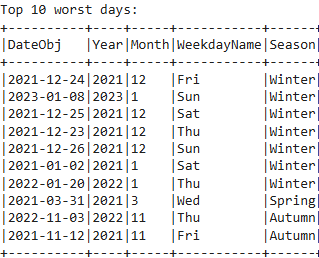 Top 10 worst days:
+----------+----+-----+-----------+------+
|DateObj   |Year|Month|WeekdayName|Season|
+----------+----+-----+-----------+------+
|2021-12-24|2021|12   |Fri        |Winter|
|2023-01-08|2023|1    |Sun        |Winter|
|2021-12-25|2021|12   |Sat        |Winter|
|2021-12-23|2021|12   |Thu        |Winter|
|2021-12-26|2021|12   |Sun        |Winter|
|2021-01-02|2021|1    |Sat        |Winter|
|2022-01-20|2022|1    |Thu        |Winter|
|2021-03-31|2021|3    |Wed        |Spring|
|2022-11-03|2022|11   |Thu        |Autumn|
|2021-11-12|2021|11   |Fri        |Autumn|
+----------+----+-----+-----------+------+